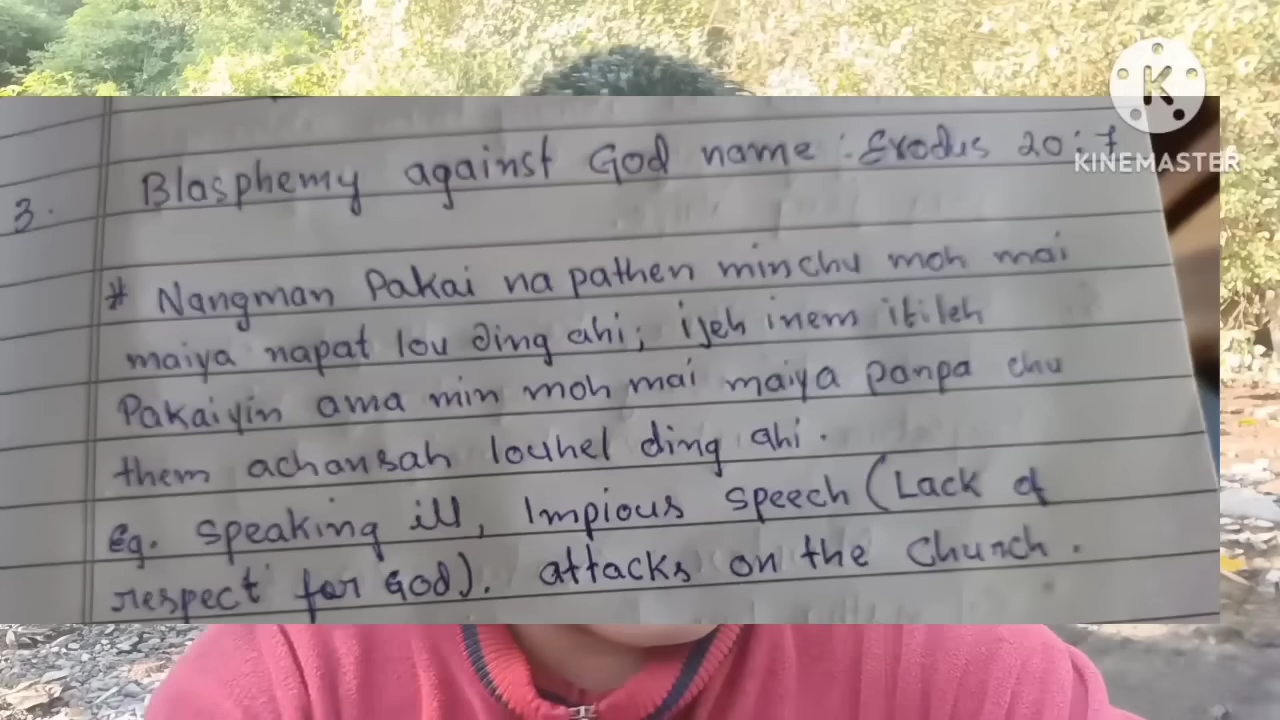 K
KINEMASTER
3. Blasphemy against God name : Exodus 20:7
* Nangman Pakai na pathen minchu moh mai
maiya napat lou ding ahi; ijeh inem itileh
Pakaiyin ama min moh mai maiya panpa chu
them achansah louhel ding ahi.
Eg. speaking ill, Impious speech (Lack of
respect for God). attacks on the Church.